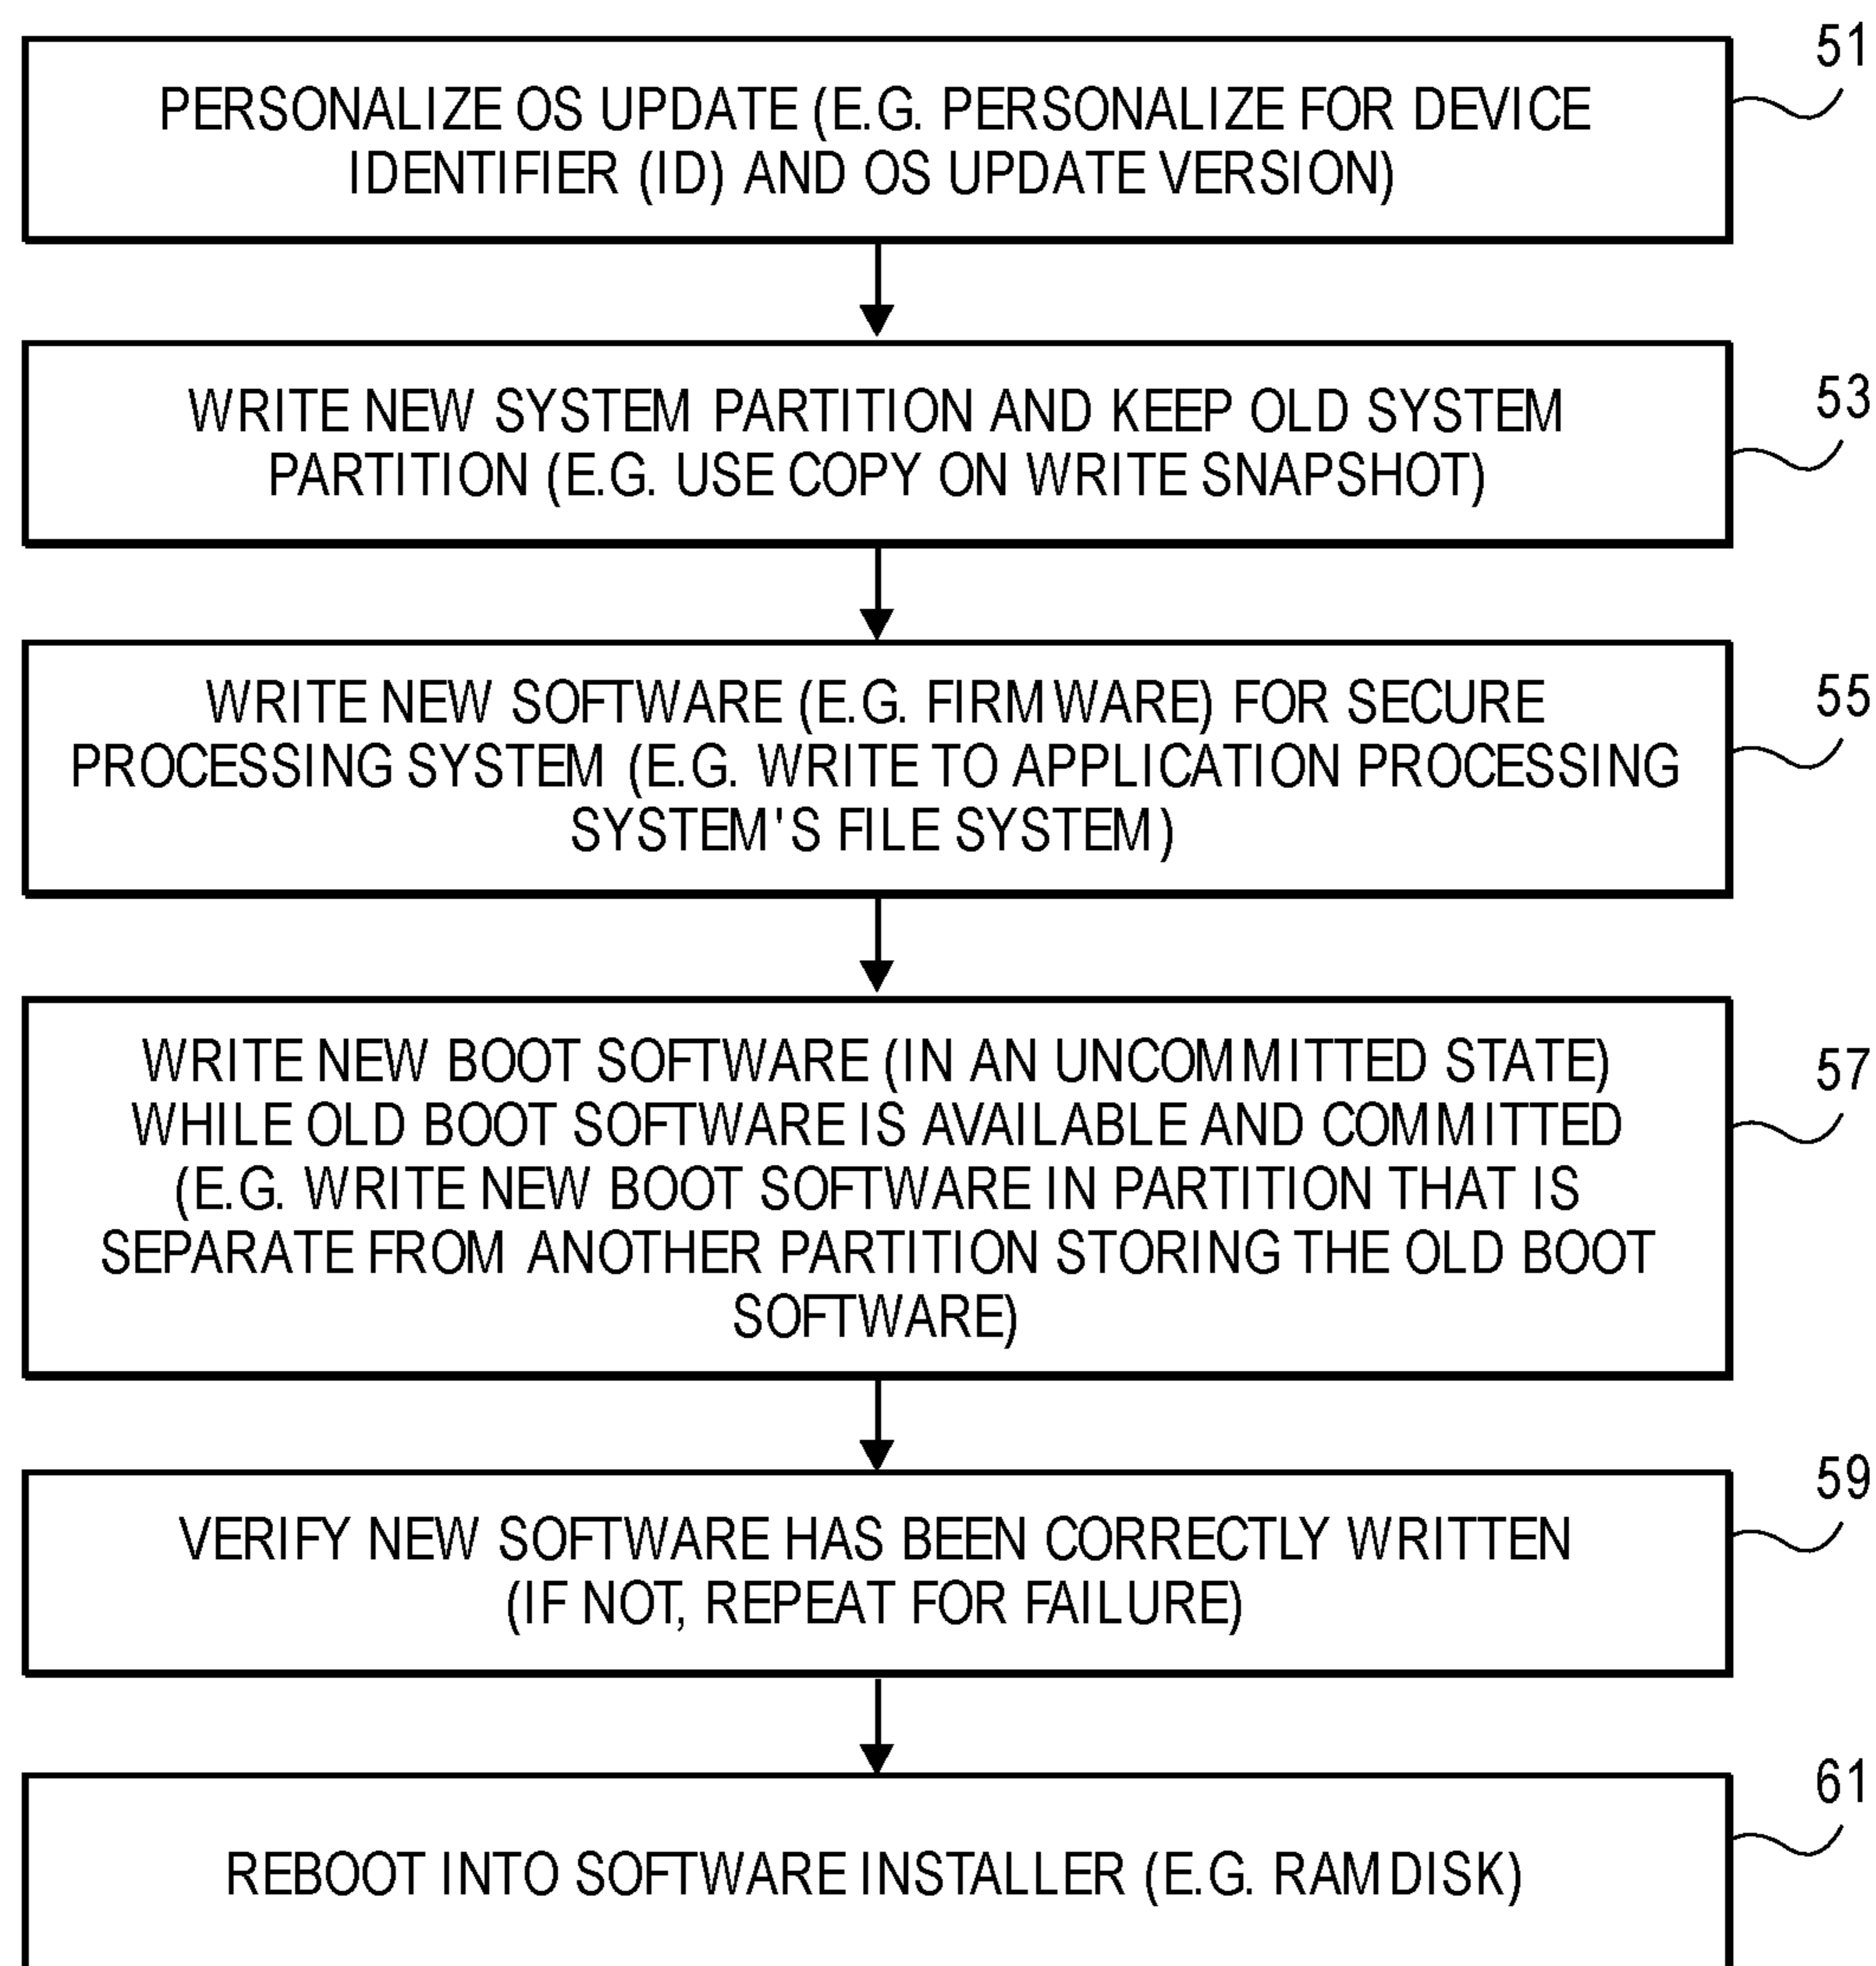 51
PERSONALIZE OS UPDATE (E.G. PERSONALIZE FOR DEVICE
IDENTIFIER (ID) AND OS UPDATE VERSION)
53
WRITE NEW SYSTEM PARTITION AND KEEP OLD SYSTEM
PARTITION (E.G. USE COPY ON WRITE SNAPSHOT)
55
WRITE NEW SOFTWARE (E.G. FIRMWARE) FOR SECURE
PROCESSING SYSTEM (E.G. WRITE TO APPLICATION PROCESSING
SYSTEM'S FILE SYSTEM)
57
WRITE NEW BOOT SOFTWARE (IN AN UNCOMMITTED STATE)
WHILE OLD BOOT SOFTWARE IS AVAILABLE AND COMMITTED
(E.G. WRITE NEW BOOT SOFTWARE IN PARTITION THAT IS
SEPARATE FROM ANOTHER PARTITION STORING THE OLD BOOT
SOFTWARE)
59
VERIFY NEW SOFTWARE HAS BEEN CORRECTLY WRITTEN
(IF NOT, REPEAT FOR FAILURE)
61
REBOOT INTO SOFTWARE INSTALLER (E.G. RAMDISK)